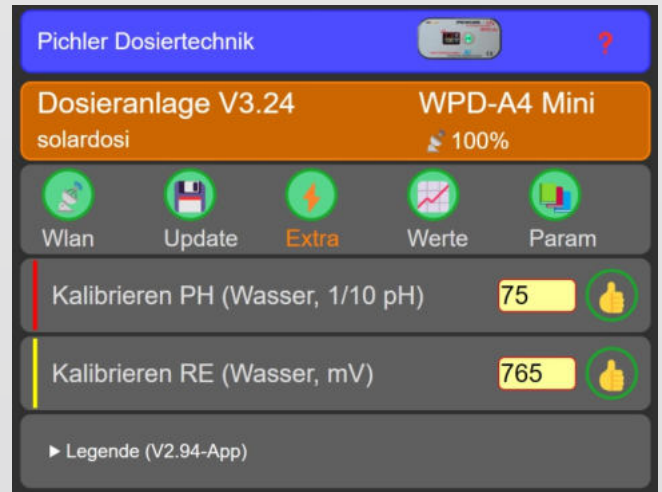 Pichler Dosiertechnik
?
Dosieranlage V3.24 WPD-A4 Mini
solardosi 100%
Wlan Update Extra Werte Param
Kalibrieren PH (Wasser, 1/10 pH) 75
Kalibrieren RE (Wasser, mV) 765
▶ Legende (V2.94-App)